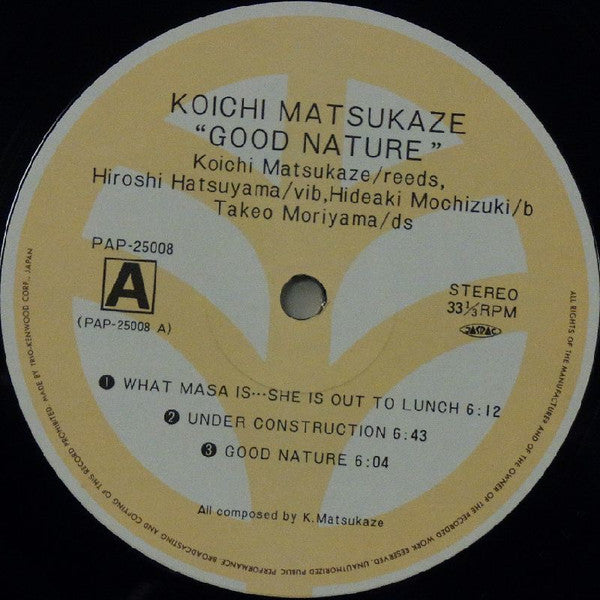 KOICHI MATSUKAZE
“GOOD NATURE”
Koichi Matsukaze/reeds,
Hiroshi Hatsuyama/vib,Hideaki Mochizuki/b
Takeo Moriyama/ds
PAP-25008
A
(PAP-25008 A)
STEREO
33⅓RPM
JASRAC
❶ WHAT MASA IS…SHE IS OUT TO LUNCH 6:12
❷ UNDER CONSTRUCTION 6:43
❸ GOOD NATURE 6:04
All composed by K.Matsukaze
ALL RIGHTS OF THE MANUFACTURER AND OF THE OWNER OF THE RECORDED WORK RESERVED. UNAUTHORIZED PUBLIC PERFORMANCE BROADCASTING AND COPYING OF THIS RECORD PROHIBITED. MADE BY TRIO-KENWOOD CORP., JAPAN